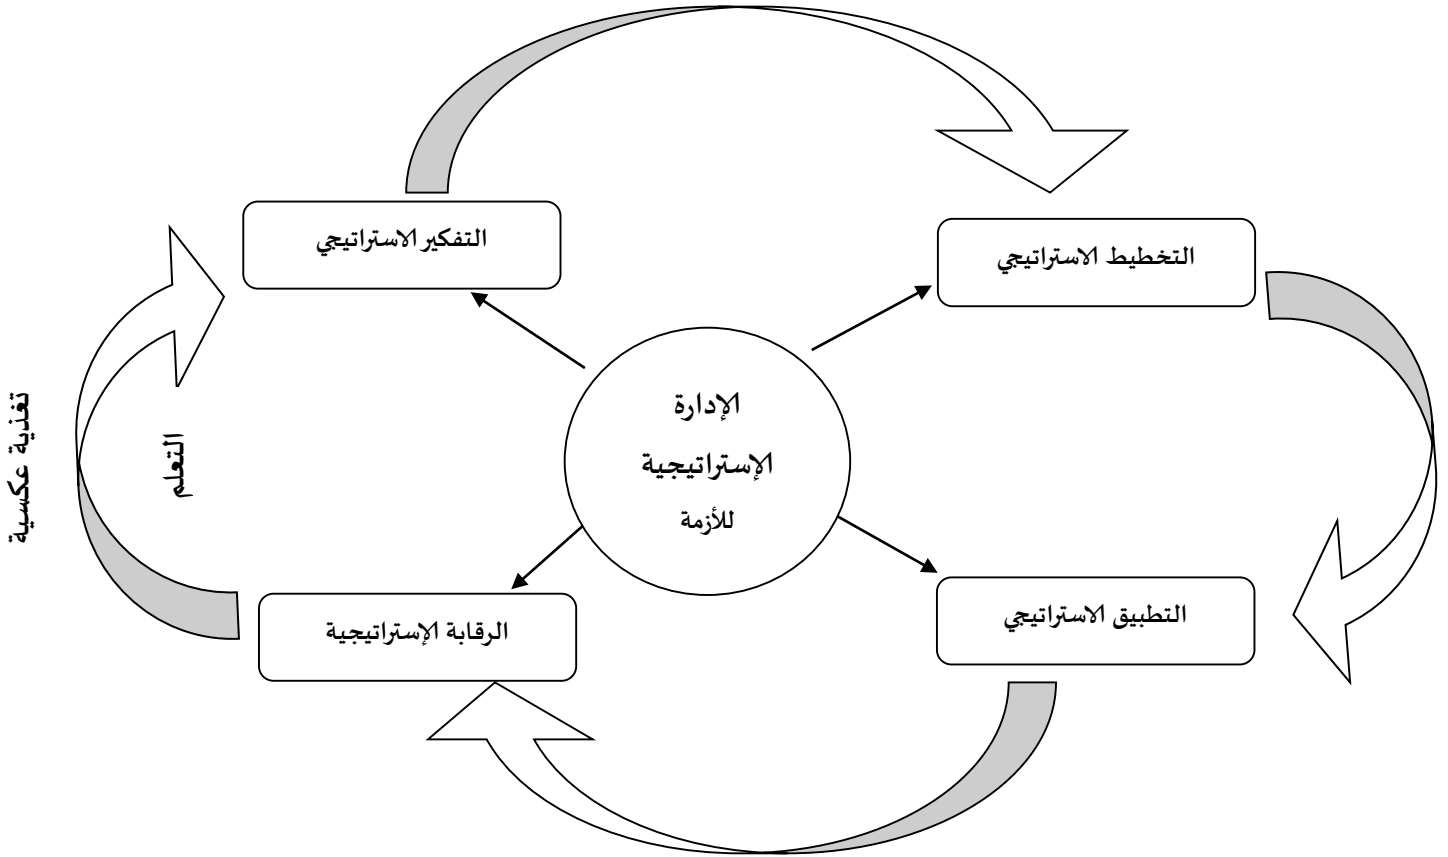 التفكير الاستراتيجي
التخطيط الاستراتيجي
الإدارة
الإستراتيجية
للأزمة
تغذية عكسية
التعلم
الرقابة الإستراتيجية
التطبيق الاستراتيجي